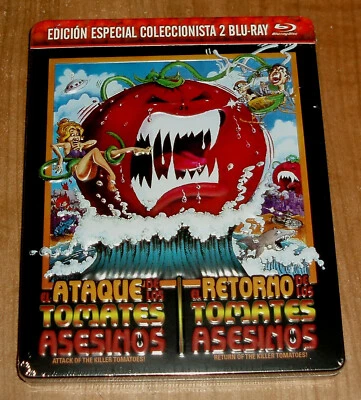 EDICIÓN ESPECIAL COLECCIONISTA 2 BLU-RAY
Blu-ray Disc
EL ATAQUE DE LOS
TOMATES
ASESINOS
ATTACK OF THE KILLER TOMATOES!
EL RETORNO DE LOS
TOMATES
ASESINOS
RETURN OF THE KILLER TOMATOES!